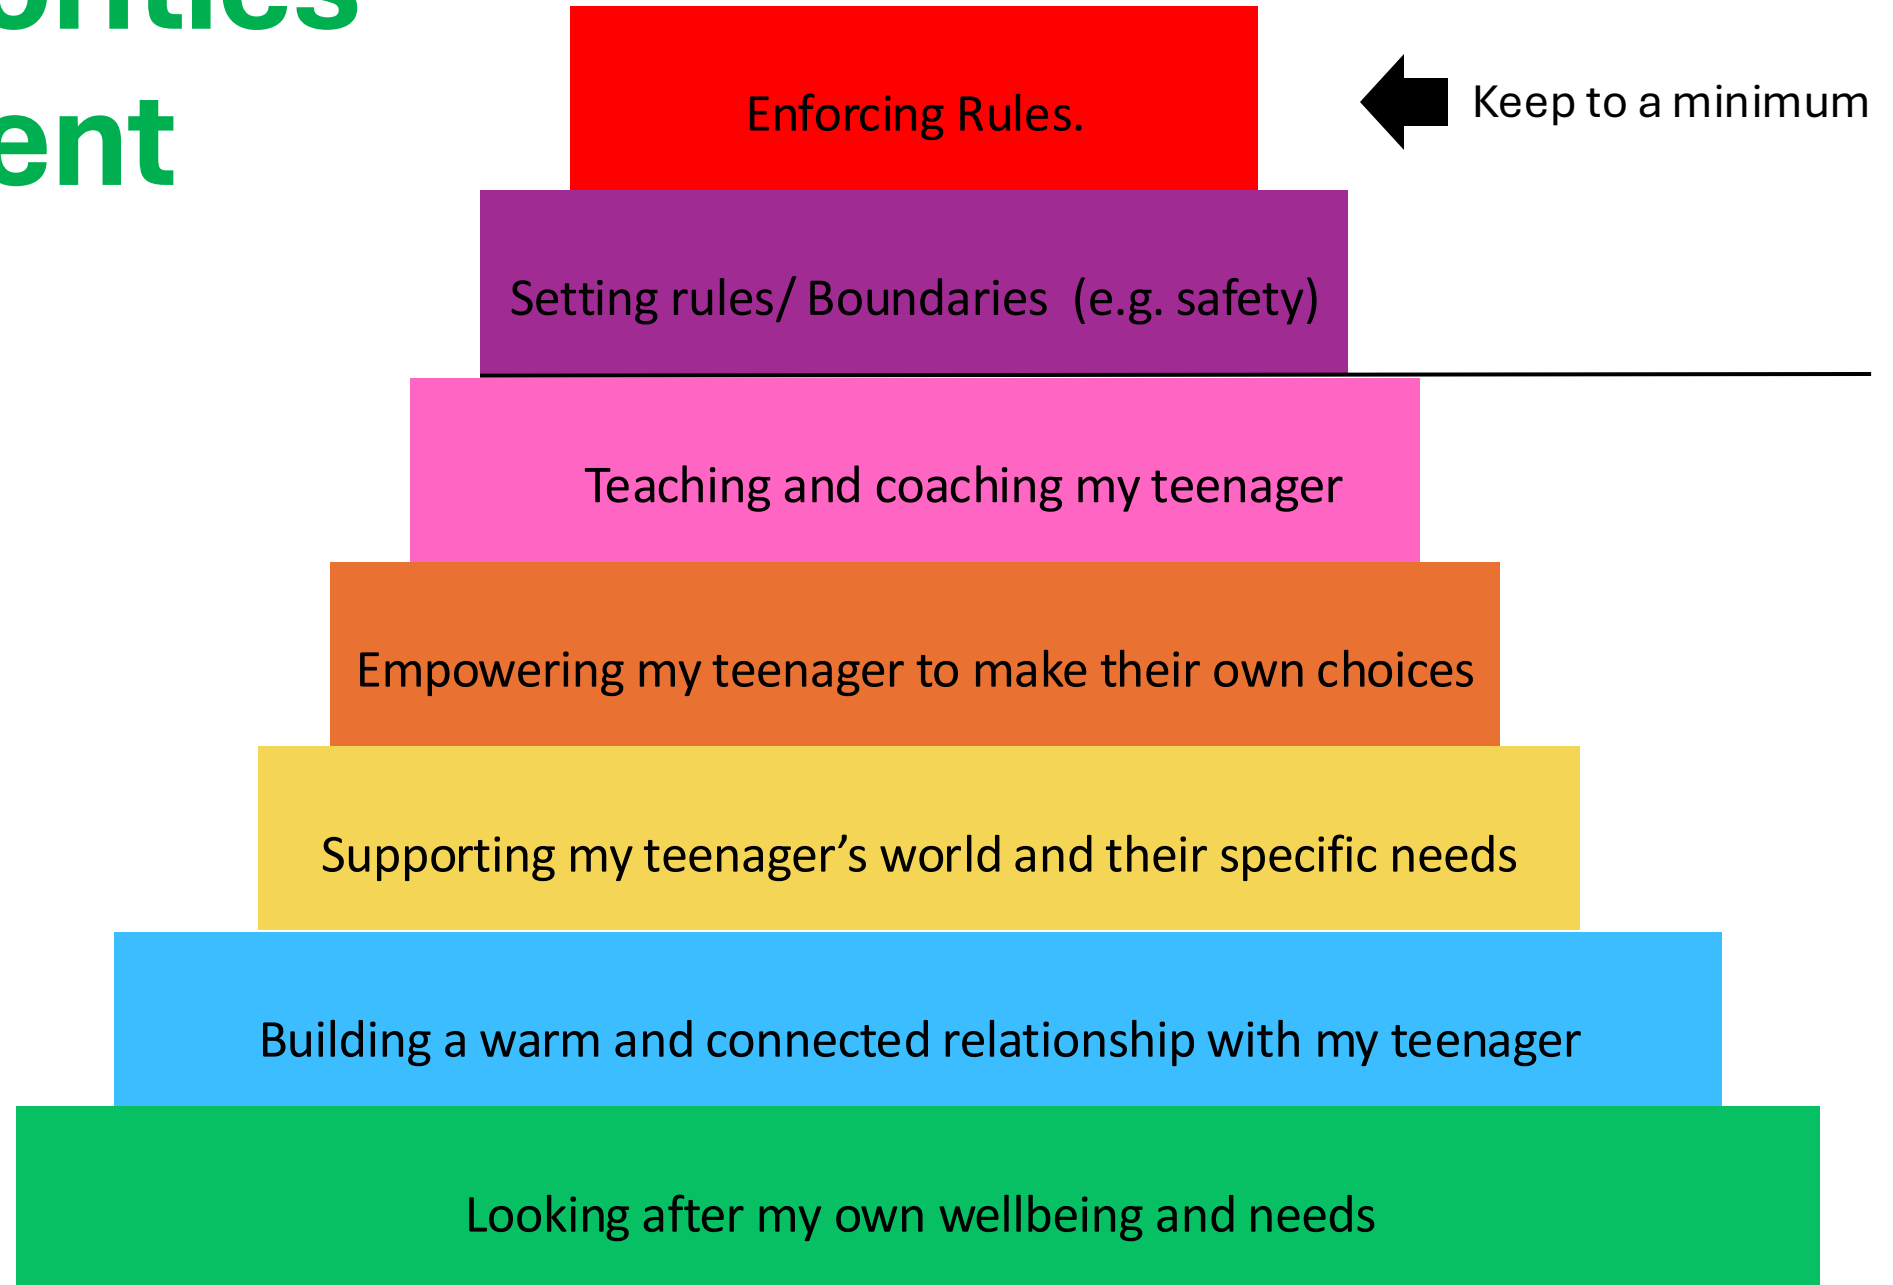 Enforcing Rules.
Keep to a minimum
Setting rules/ Boundaries (e.g. safety)
Teaching and coaching my teenager
Empowering my teenager to make their own choices
Supporting my teenager’s world and their specific needs
Building a warm and connected relationship with my teenager
Looking after my own wellbeing and needs